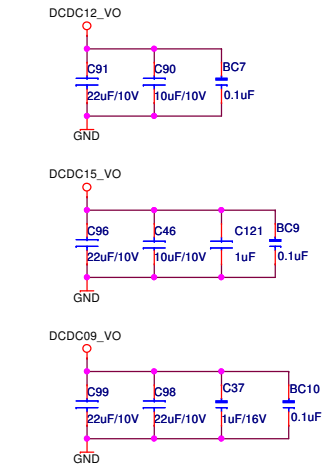 DCDC12_VO
C91 C90 BC7
22uF/10V 10uF/10V 0.1uF
GND
DCDC15_VO
C96 C46 C121 BC9
22uF/10V 10uF/10V 1uF 0.1uF
GND
DCDC09_VO
C99 C98 C37 BC10
22uF/10V 22uF/10V 1uF/16V 0.1uF
GND